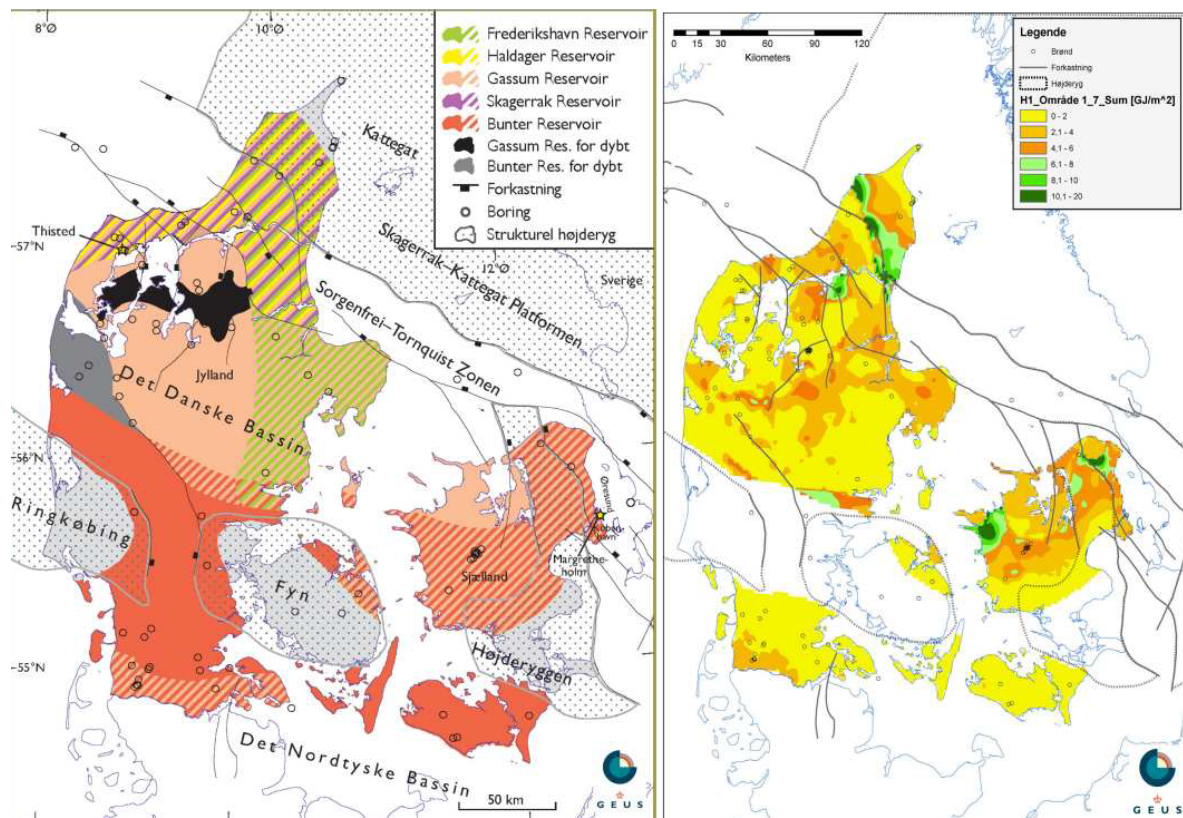 8°Ø
10°Ø
Frederikshavn Reservoir
Haldager Reservoir
Gassum Reservoir
Skagerrak Reservoir
Bunter Reservoir
Gassum Res. for dybt
Bunter Res. for dybt
Forkastning
Boring
Strukturel højderyg
Kattegat
Thisted
57°N
Skagerrak–Kattegat Platformen
12°Ø
Sverige
Sorgenfrei–Tornquist Zonen
Jylland
Det Danske Bassin
56°N
Ringkøbing
Øresund
Margrethe-
holm
Sjælland
Fyn
55°N
Højderyggen
Det Nordtyske Bassin
50 km
GEUS
0 15 30 60 90 120
Kilometers
Legende
Brønd
Forkastning
Højderyg
H1_Område 1_7_Sum [GJ/m^2]
0 - 2
2,1 - 4
4,1 - 6
6,1 - 8
8,1 - 10
10,1 - 20
GEUS